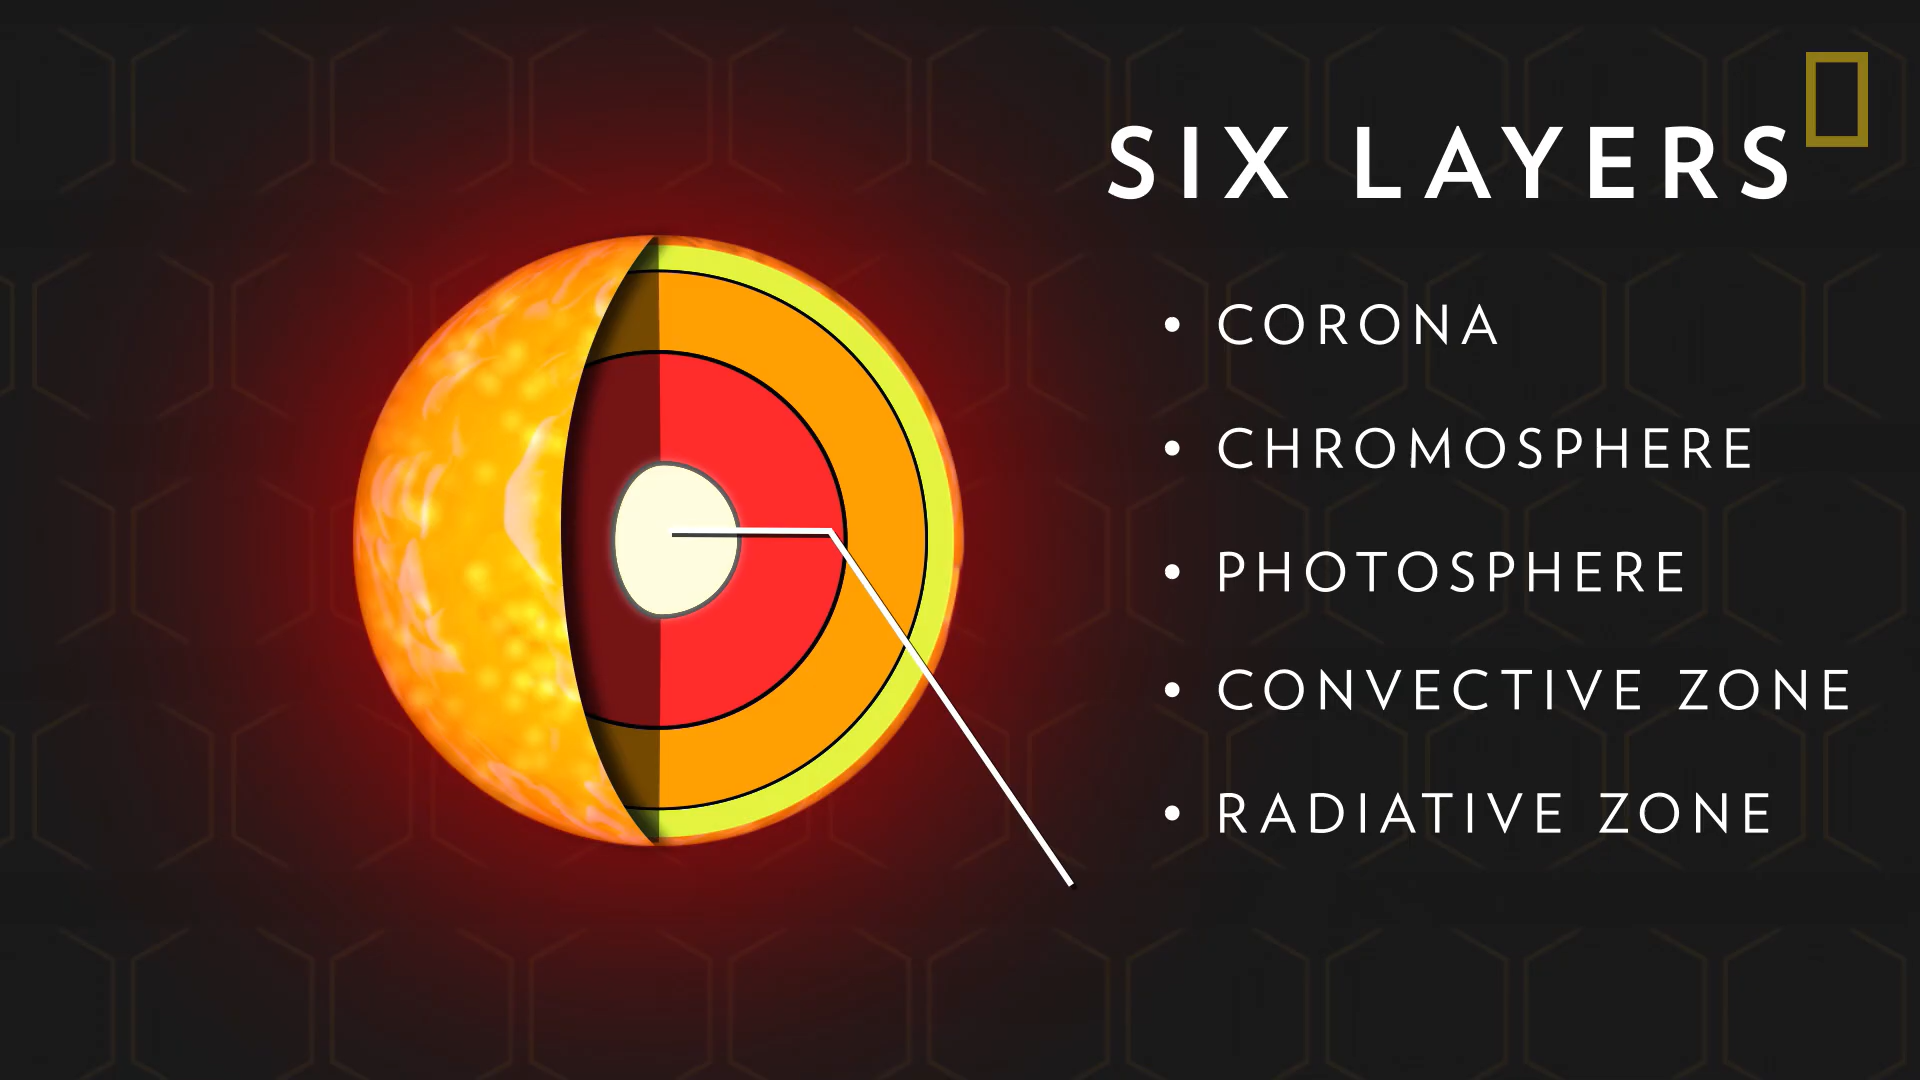 SIX LAYERS
• CORONA
• CHROMOSPHERE
• PHOTOSPHERE
• CONVECTIVE ZONE
• RADIATIVE ZONE